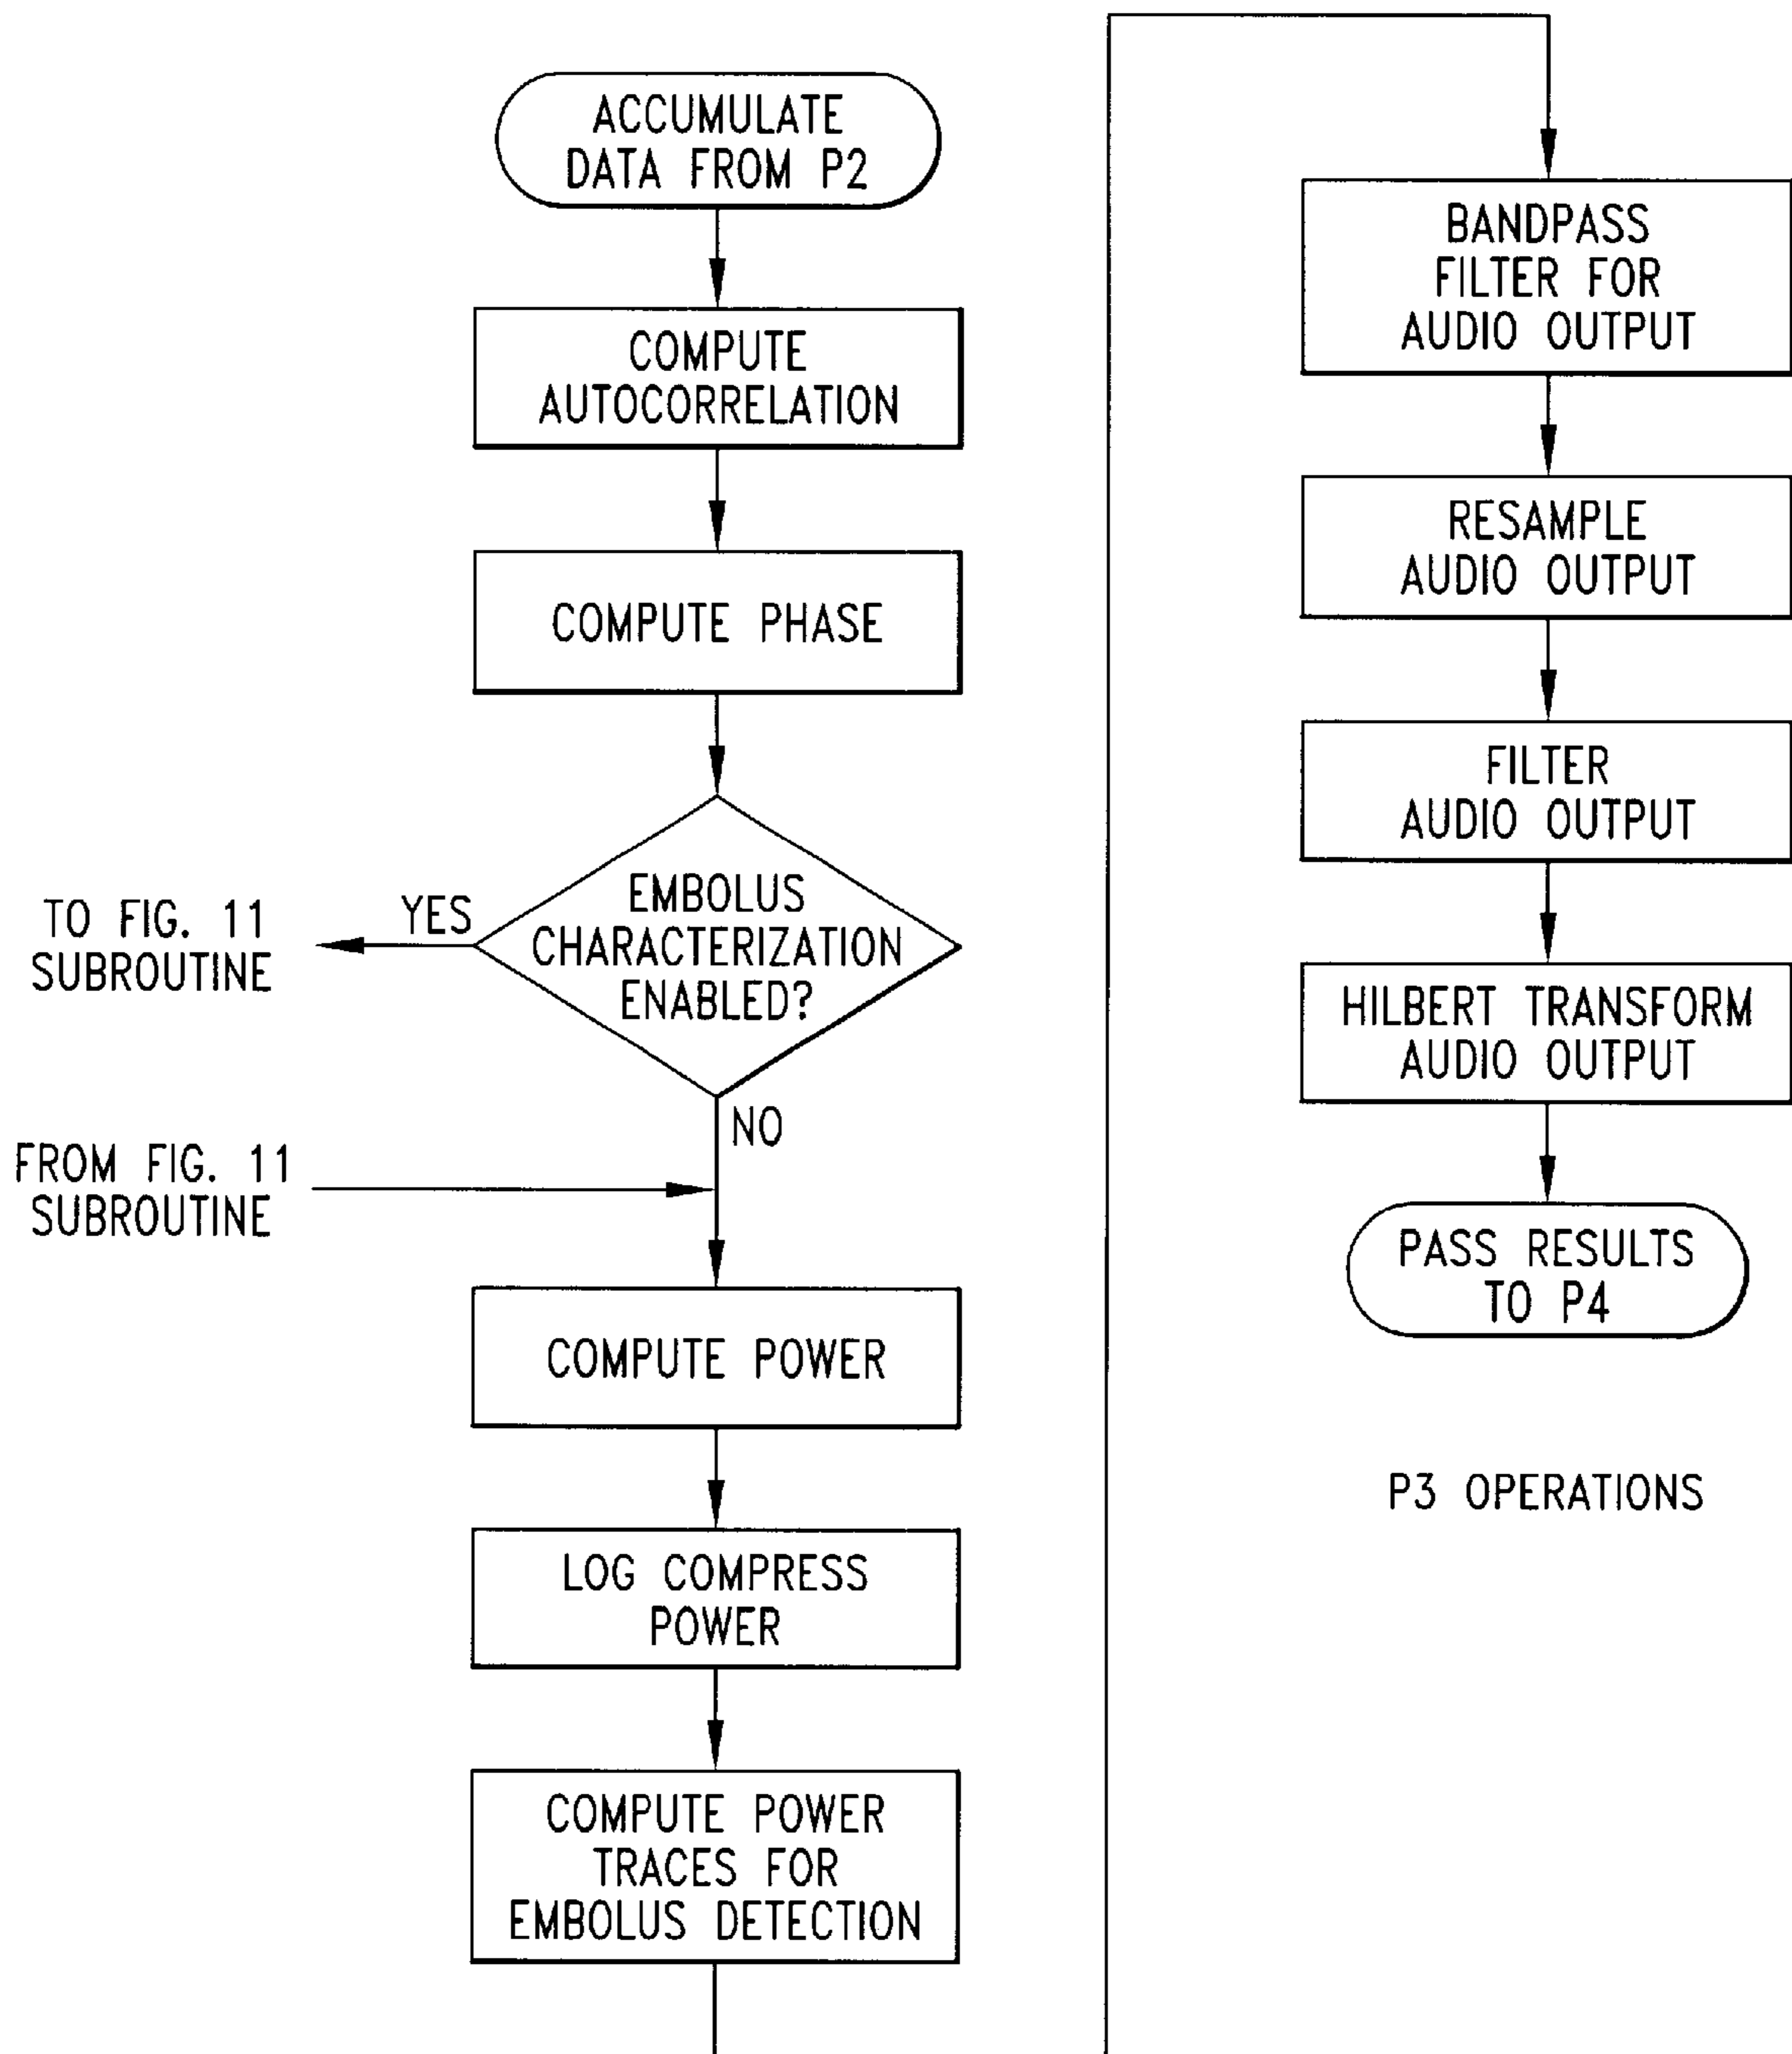 ACCUMULATE
DATA FROM P2
COMPUTE
AUTOCORRELATION
COMPUTE PHASE
EMBOLUS
CHARACTERIZATION
ENABLED?
YES
TO FIG. 11
SUBROUTINE
NO
FROM FIG. 11
SUBROUTINE
COMPUTE POWER
LOG COMPRESS
POWER
COMPUTE POWER
TRACES FOR
EMBOLUS DETECTION
BANDPASS
FILTER FOR
AUDIO OUTPUT
RESAMPLE
AUDIO OUTPUT
FILTER
AUDIO OUTPUT
HILBERT TRANSFORM
AUDIO OUTPUT
PASS RESULTS
TO P4
P3 OPERATIONS